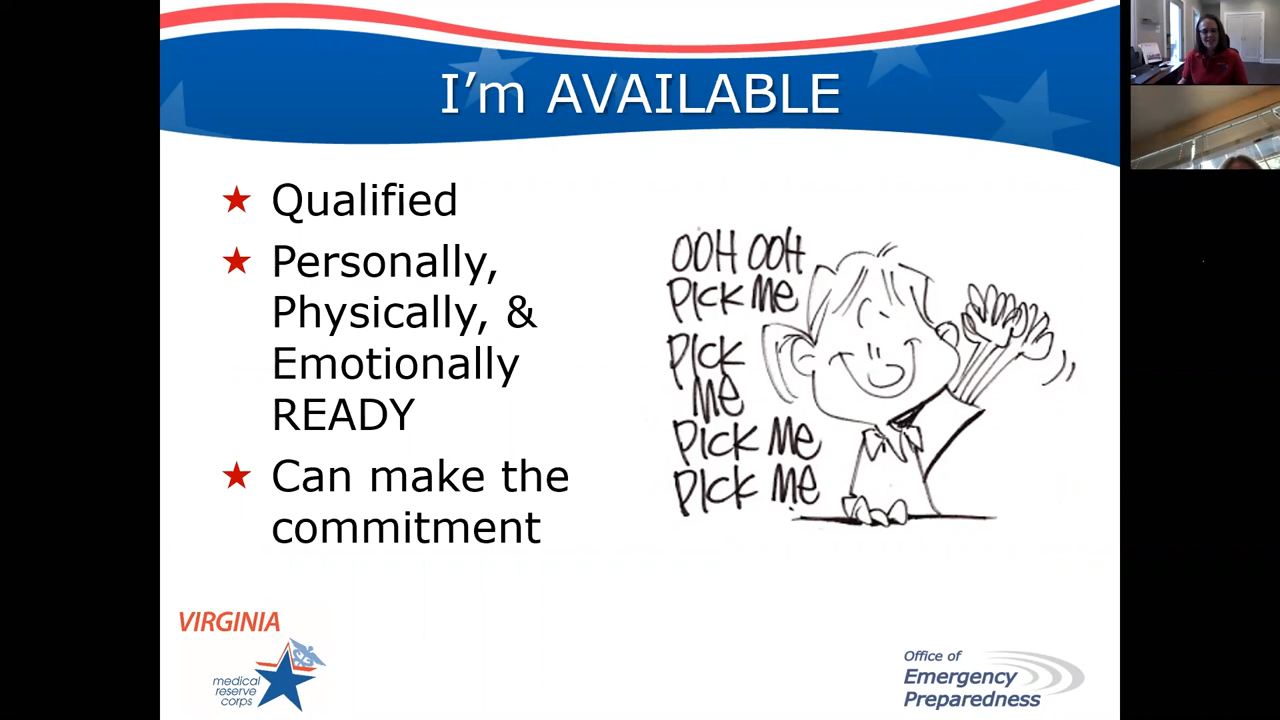 I'm AVAILABLE
Qualified
Personally,
Physically, &
Emotionally
READY
Can make the
commitment
OOH OOH
PICK ME
PICK
ME
PICK ME
PICK ME
VIRGINIA
medical
reserve
corps
Office of
Emergency
Preparedness